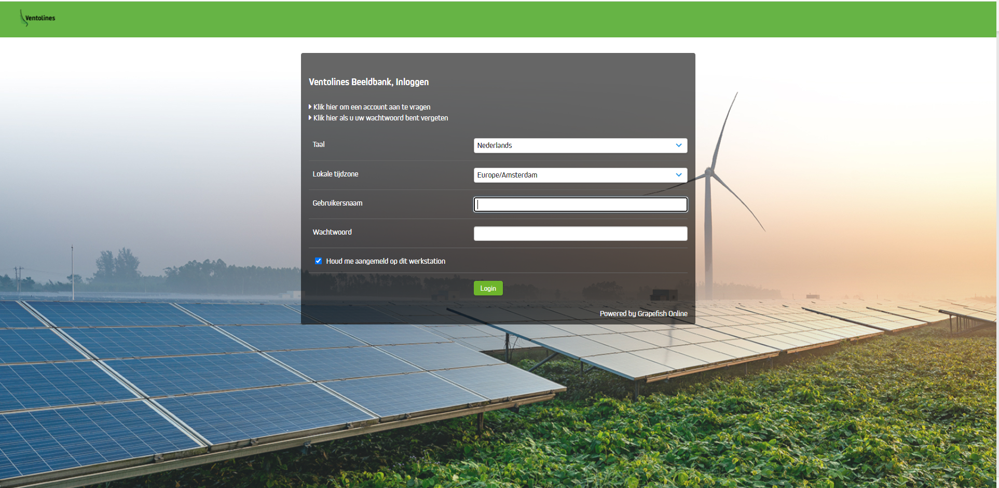 Ventolines
Ventolines Beeldbank, Inloggen
Klik hier om een account aan te vragen
Klik hier als u uw wachtwoord bent vergeten
Taal
Nederlands
Lokale tijdzone
Europe/Amsterdam
Gebruikersnaam
Wachtwoord
Houd me aangemeld op dit werkstation
Login
Powered by Grapefish Online